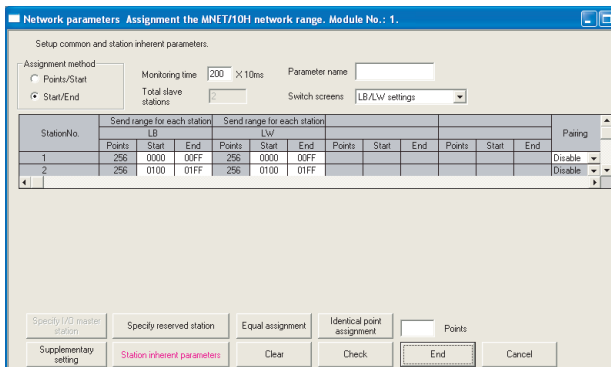 Network parameters Assignment the MNET/10H network range. Module No.: 1.
Setup common and station inherent parameters.
Assignment method
Points/Start
Start/End
Monitoring time 200 X10ms
Parameter name
Total slave stations 2
Switch screens LB/LW settings
StationNo. Send range for each station Send range for each station Pairing
LB LW
Points Start End Points Start End Points Start End Points Start End
1 256 0000 00FF 256 0000 00FF Disable
2 256 0100 01FF 256 0100 01FF Disable
Specify I/O master station Specify reserved station Equal assignment Identical point assignment Points
Supplementary setting Station inherent parameters Clear Check End Cancel